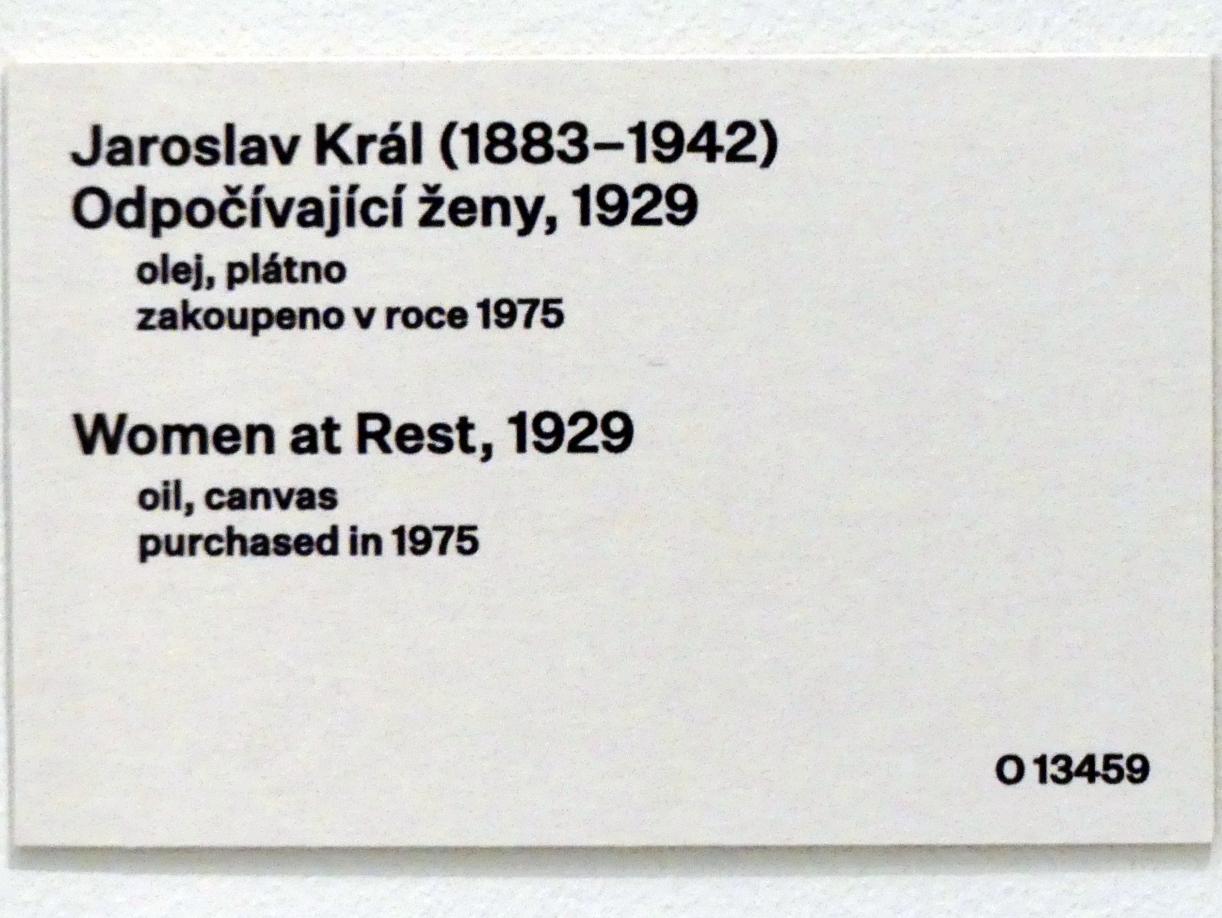 Jaroslav Král (1883–1942)
Odpočívající ženy, 1929
olej, plátno
zakoupeno v roce 1975
Women at Rest, 1929
oil, canvas
purchased in 1975
O 13459